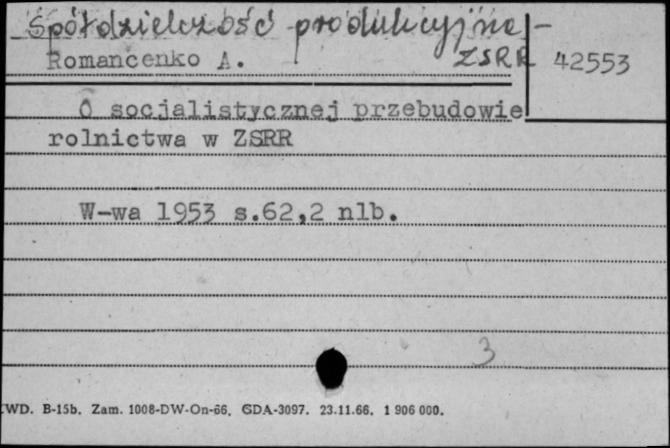 Spółdzielczość produkcyjna -
ZSRR
Romancenko A.
42553
O socjalistycznej przebudowie
rolnictwa w ZSRR
W-wa 1953 s.62,2 nlb.
3
WD. B-15b. Zam. 1008-DW-On-66. GDA-3097. 23.11.66. 1 906 000.